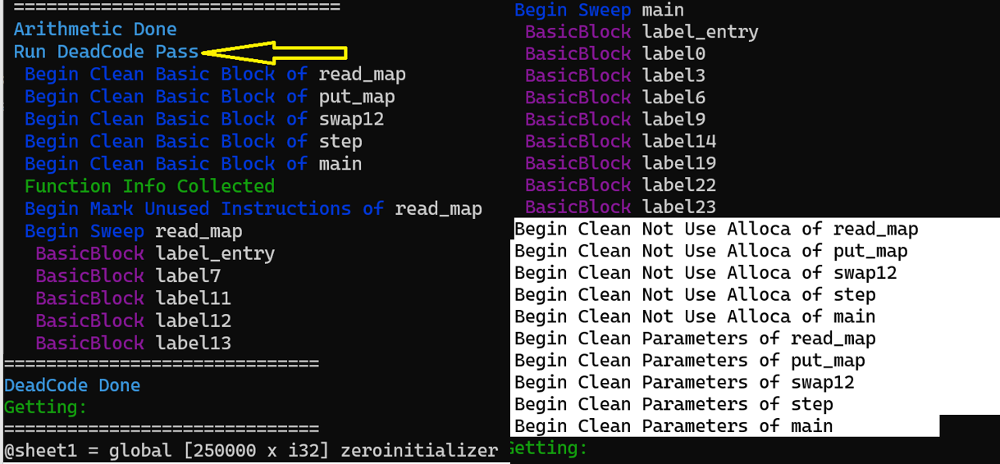 ===============================
Arithmetic Done
Run DeadCode Pass
Begin Clean Basic Block of read_map
Begin Clean Basic Block of put_map
Begin Clean Basic Block of swap12
Begin Clean Basic Block of step
Begin Clean Basic Block of main
Function Info Collected
Begin Mark Unused Instructions of read_map
Begin Sweep read_map
BasicBlock label_entry
BasicBlock label7
BasicBlock label11
BasicBlock label12
BasicBlock label13
==============================
DeadCode Done
Getting:
==============================
@sheet1 = global [250000 x i32] zeroinitializer
Begin Sweep main
BasicBlock label_entry
BasicBlock label0
BasicBlock label3
BasicBlock label6
BasicBlock label9
BasicBlock label14
BasicBlock label19
BasicBlock label22
BasicBlock label23
Begin Clean Not Use Alloca of read_map
Begin Clean Not Use Alloca of put_map
Begin Clean Not Use Alloca of swap12
Begin Clean Not Use Alloca of step
Begin Clean Not Use Alloca of main
Begin Clean Parameters of read_map
Begin Clean Parameters of put_map
Begin Clean Parameters of swap12
Begin Clean Parameters of step
Begin Clean Parameters of main
Getting: